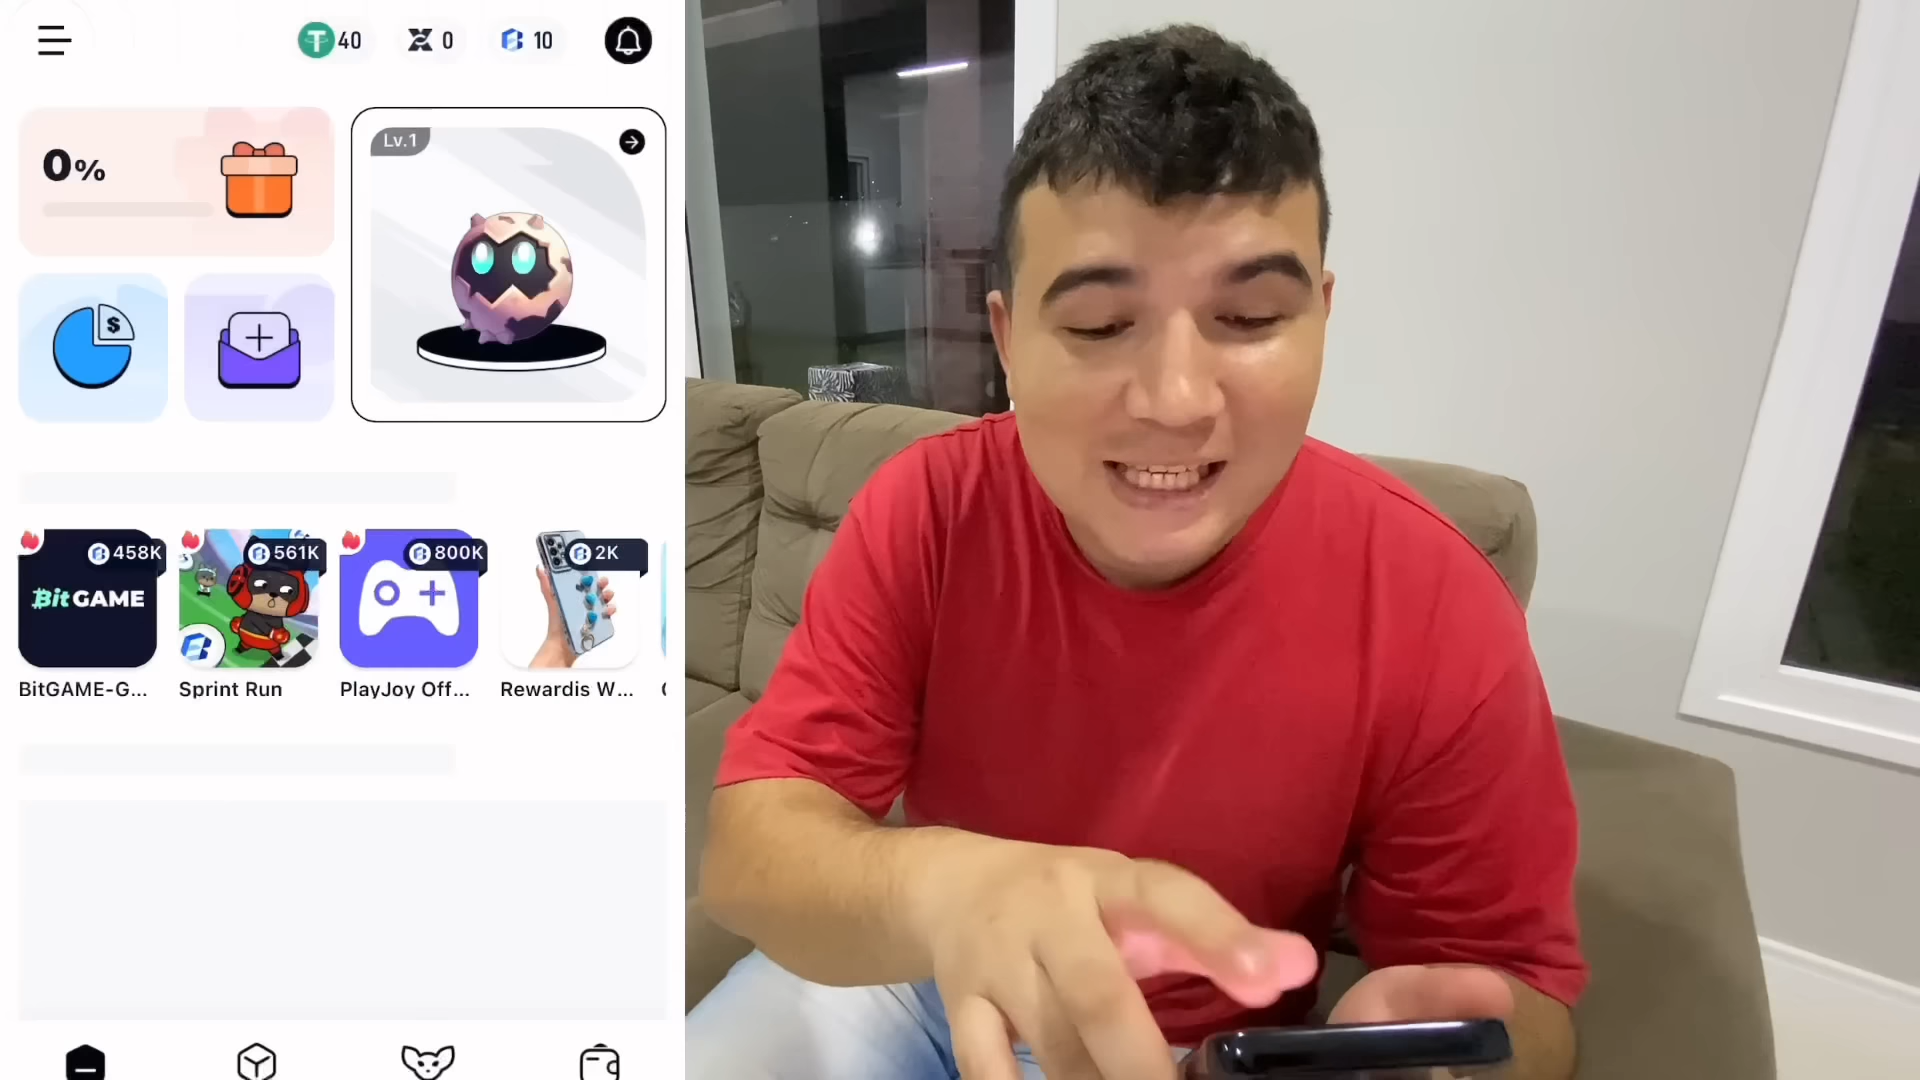 40
0
10
0%
Lv.1
$
458K
561K
800K
2K
BitGAME
BitGAME-G...
Sprint Run
PlayJoy Off...
Rewardis W...